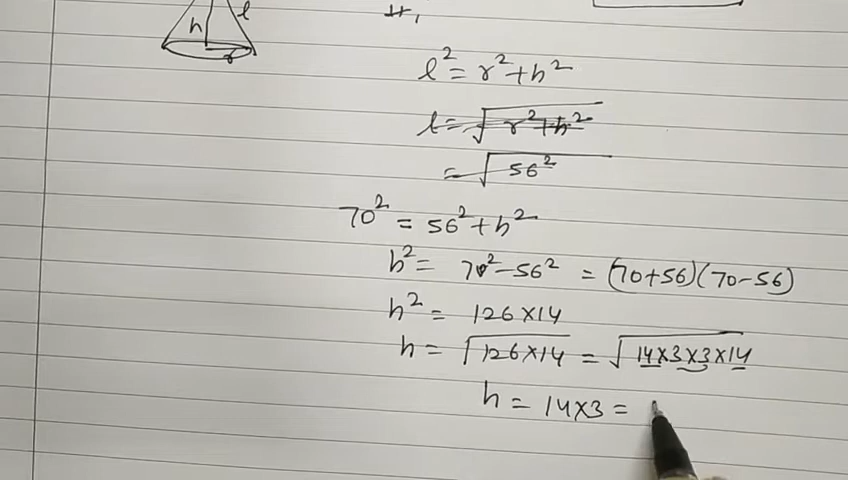 h l
r
l² = r² + h²
l = √r² + h²
= √56²
70² = 56² + h²
h² = 70² - 56² = (70+56)(70-56)
h² = 126 × 14
h = √126×14 = √14×3×3×14
h = 14×3 =